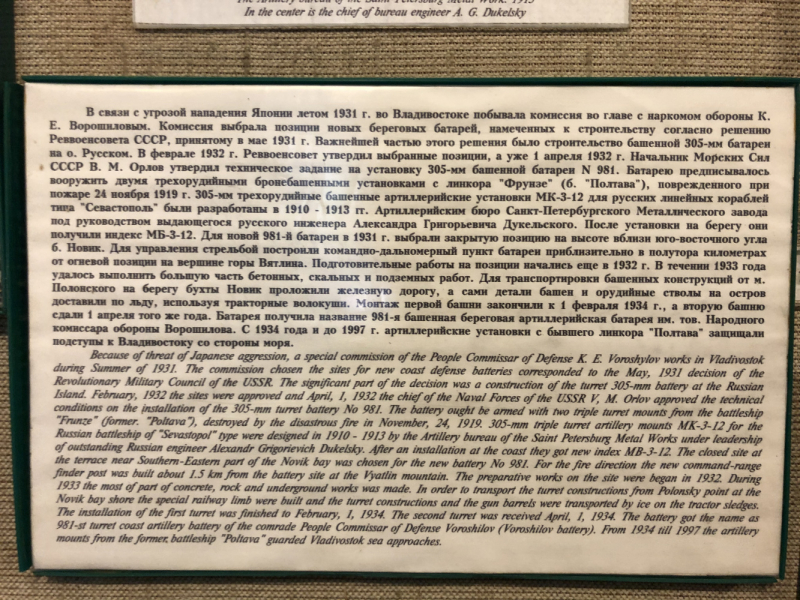 The Artillery bureau of the Saint Petersburg Metal Work. 1913
In the center is the chief of bureau engineer A. G. Dukelsky
В связи с угрозой нападения Японии летом 1931 г. во Владивостоке побывала комиссия во главе с наркомом обороны К.
Е. Ворошиловым. Комиссия выбрала позиции новых береговых батарей, намеченных к строительству согласно решению
Реввоенсовета СССР, принятому в мае 1931 г. Важнейшей частью этого решения было строительство башенной 305-мм батареи
на о. Русском. В феврале 1932 г. Реввоенсовет утвердил выбранные позиции, а уже 1 апреля 1932 г. Начальник Морских Сил
СССР В. М. Орлов утвердил техническое задание на установку 305-мм башенной батареи N 981. Батарею предписывалось
вооружить двумя трехорудийными бронебашенными установками с линкора "Фрунзе" (б. "Полтава"), поврежденного при
пожаре 24 ноября 1919 г. 305-мм трехорудийные башенные артиллерийские установки МК-3-12 для русских линейных кораблей
типа "Севастополь" были разработаны в 1910 - 1913 гг. Артиллерийским бюро Санкт-Петербургского Металлического завода
под руководством выдающегося русского инженера Александра Григорьевича Дукельского. После установки на берегу они
получили индекс МБ-3-12. Для новой 981-й батареи в 1931 г. выбрали закрытую позицию на высоте вблизи юго-восточного угла
б. Новик. Для управления стрельбой построили командно-дальномерный пункт батареи приблизительно в полутора километрах
от огневой позиции на вершине горы Вятлина. Подготовительные работы на позиции начались еще в 1932 г. В течении 1933 года
удалось выполнить большую часть бетонных, скальных и подземных работ. Для транспортировки башенных конструкций от м.
Полонского на берегу бухты Новик проложили железную дорогу, а сами детали башен и орудийные стволы на остров
доставили по льду, используя тракторные волокуши. Монтаж первой башни закончили к 1 февраля 1934 г., а вторую башню
сдали 1 апреля того же года. Батарея получила название 981-я башенная береговая артиллерийская батарея им. тов. Народного
комиссара обороны Ворошилова. С 1934 года и до 1997 г. артиллерийские установки с бывшего линкора "Полтава" защищали
подступы к Владивостоку со стороны моря.
Because of threat of Japanese aggression, a special commission of the People Commissar of Defense K. E. Voroshylov works in Vladivostok
during Summer of 1931. The commission chosen the sites for new coast defense batteries corresponded to the May, 1931 decision of the
Revolutionary Military Council of the USSR. The significant part of the decision was a construction of the turret 305-mm battery at the Russian
Island. February, 1932 the sites were approved and April, 1, 1932 the chief of the Naval Forces of the USSR V, M. Orlov approved the technical
conditions on the installation of the 305-mm turret battery No 981. The battery ought be armed with two triple turret mounts from the battleship
"Frunze" (former. "Poltava"), destroyed by the disastrous fire in November, 24, 1919. 305-mm triple turret artillery mounts MK-3-12 for the
Russian battleship of "Sevastopol" type were designed in 1910 - 1913 by the Artillery bureau of the Saint Petersburg Metal Works under leadership
of outstanding Russian engineer Alexandr Grigorievich Dukelsky. After an installation at the coast they got new index MB-3-12. The closed site at
the terrace near Southern-Eastern part of the Novik bay was chosen for the new battery No 981. For the fire direction the new command-range
finder post was built about 1.5 km from the battery site at the Vyatlin mountain. The preparative works on the site were began in 1932. During
1933 the most of part of concrete, rock and underground works was made. In order to transport the turret constructions from Polonsky point at the
Novik bay shore the special railway limb were built and the turret constructions and the gun barrels were transported by ice on the tractor sledges.
The installation of the first turret was finished to February, 1, 1934. The second turret was received April, 1, 1934. The battery got the name as
981-st turret coast artillery battery of the comrade People Commissar of Defense Voroshilov (Voroshilov battery). From 1934 till 1997 the artillery
mounts from the former. battleship "Poltava" guarded Vladivostok sea approaches.